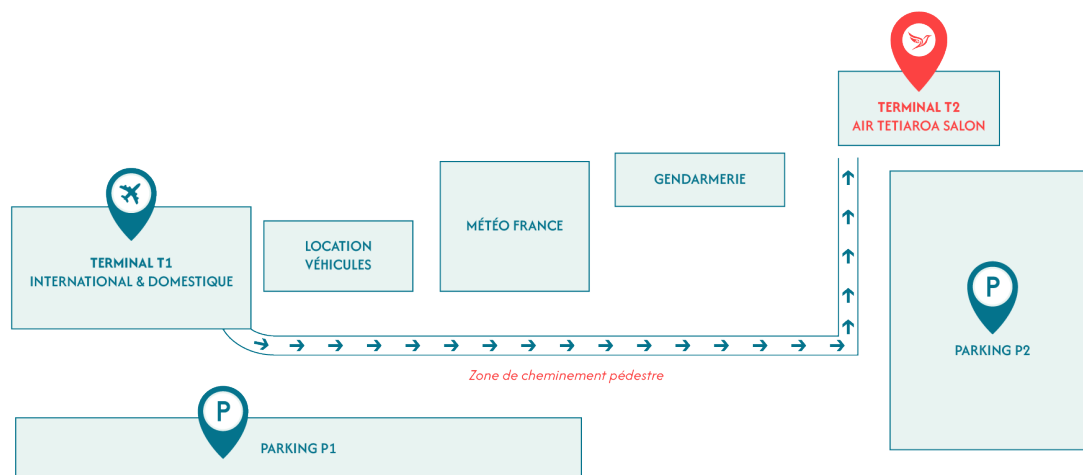 TERMINAL T2
AIR TETIAROA SALON
GENDARMERIE
MÉTÉO FRANCE
LOCATION
VÉHICULES
TERMINAL T1
INTERNATIONAL & DOMESTIQUE
P
PARKING P2
Zone de cheminement pédestre
P
PARKING P1